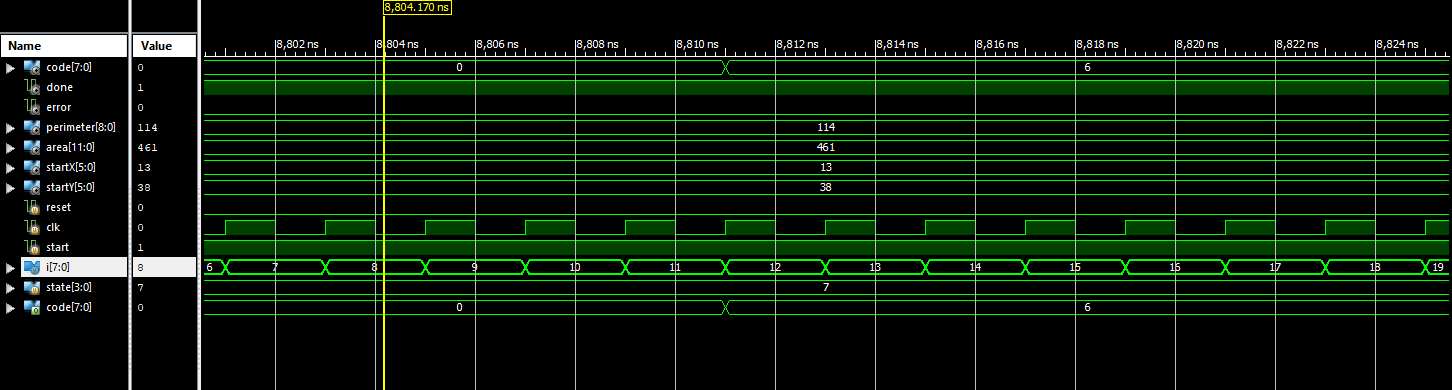 8,804.170 ns
Name Value 8,802 ns 8,804 ns 8,806 ns 8,808 ns 8,810 ns 8,812 ns 8,814 ns 8,816 ns 8,818 ns 8,820 ns 8,822 ns 8,824 ns
code[7:0] 0 0 6
done 1
error 0
perimeter[8:0] 114 114
area[11:0] 461 461
startX[5:0] 13 13
startY[5:0] 38 38
reset 0
clk 0
start 1
i[7:0] 8 6 7 8 9 10 11 12 13 14 15 16 17 18 19
state[3:0] 7 7
code[7:0] 0 0 6